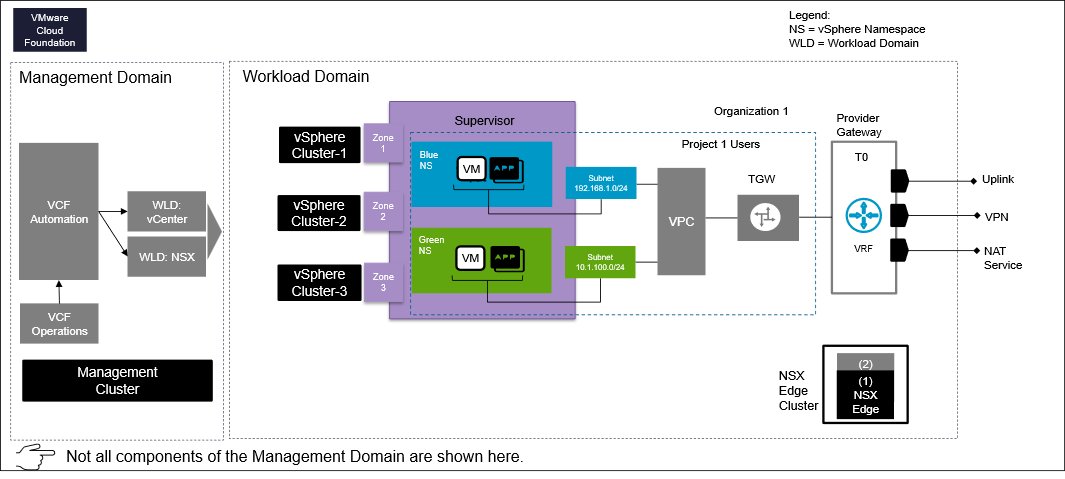 VMware
Cloud
Foundation
Legend:
NS = vSphere Namespace
WLD = Workload Domain
Management Domain
VCF
Automation
WLD:
vCenter
WLD: NSX
VCF
Operations
Management
Cluster
Workload Domain
vSphere
Cluster-1
vSphere
Cluster-2
vSphere
Cluster-3
Zone
1
Zone
2
Zone
3
Supervisor
Organization 1
Project 1 Users
Blue
NS
VM
APP
Subnet
192.168.1.0/24
Green
NS
VM
APP
Subnet
10.1.100.0/24
VPC
TGW
Provider
Gateway
T0
VRF
Uplink
VPN
NAT
Service
NSX
Edge
Cluster
(2)
(1)
NSX
Edge
Not all components of the Management Domain are shown here.